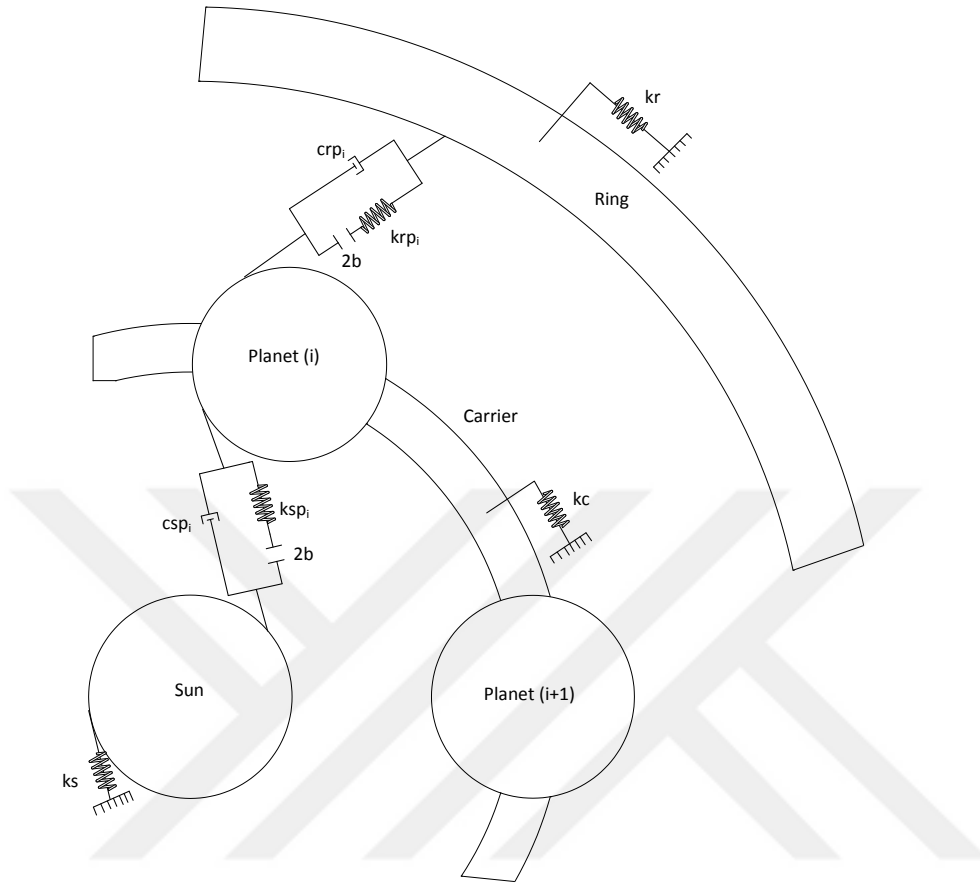 kr
crpᵢ
Ring
krpᵢ
2b
Planet (i)
Carrier
kspᵢ
kc
cspᵢ
2b
Sun
Planet (i+1)
ks